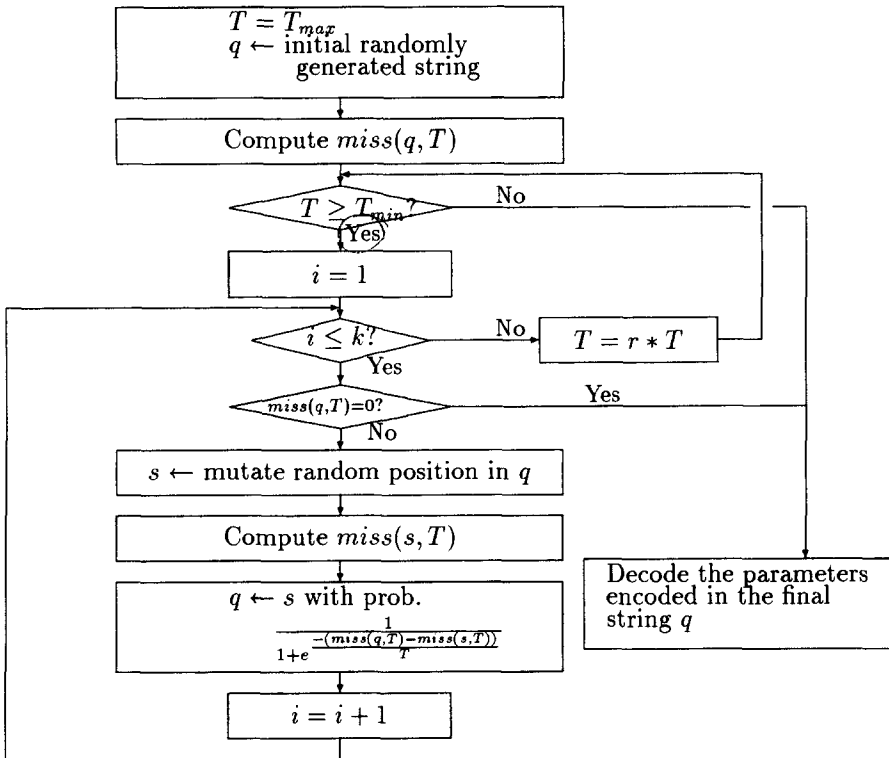 T = T_max
q ← initial randomly
generated string
Compute miss(q, T)
T ≥ T_min?
No
Yes
i = 1
i ≤ k?
No
T = r * T
Yes
miss(q,T)=0?
Yes
No
s ← mutate random position in q
Compute miss(s, T)
q ← s with prob.
1
1+e^{-(miss(q,T)-miss(s,T))/T}
Decode the parameters
encoded in the final
string q
i = i + 1